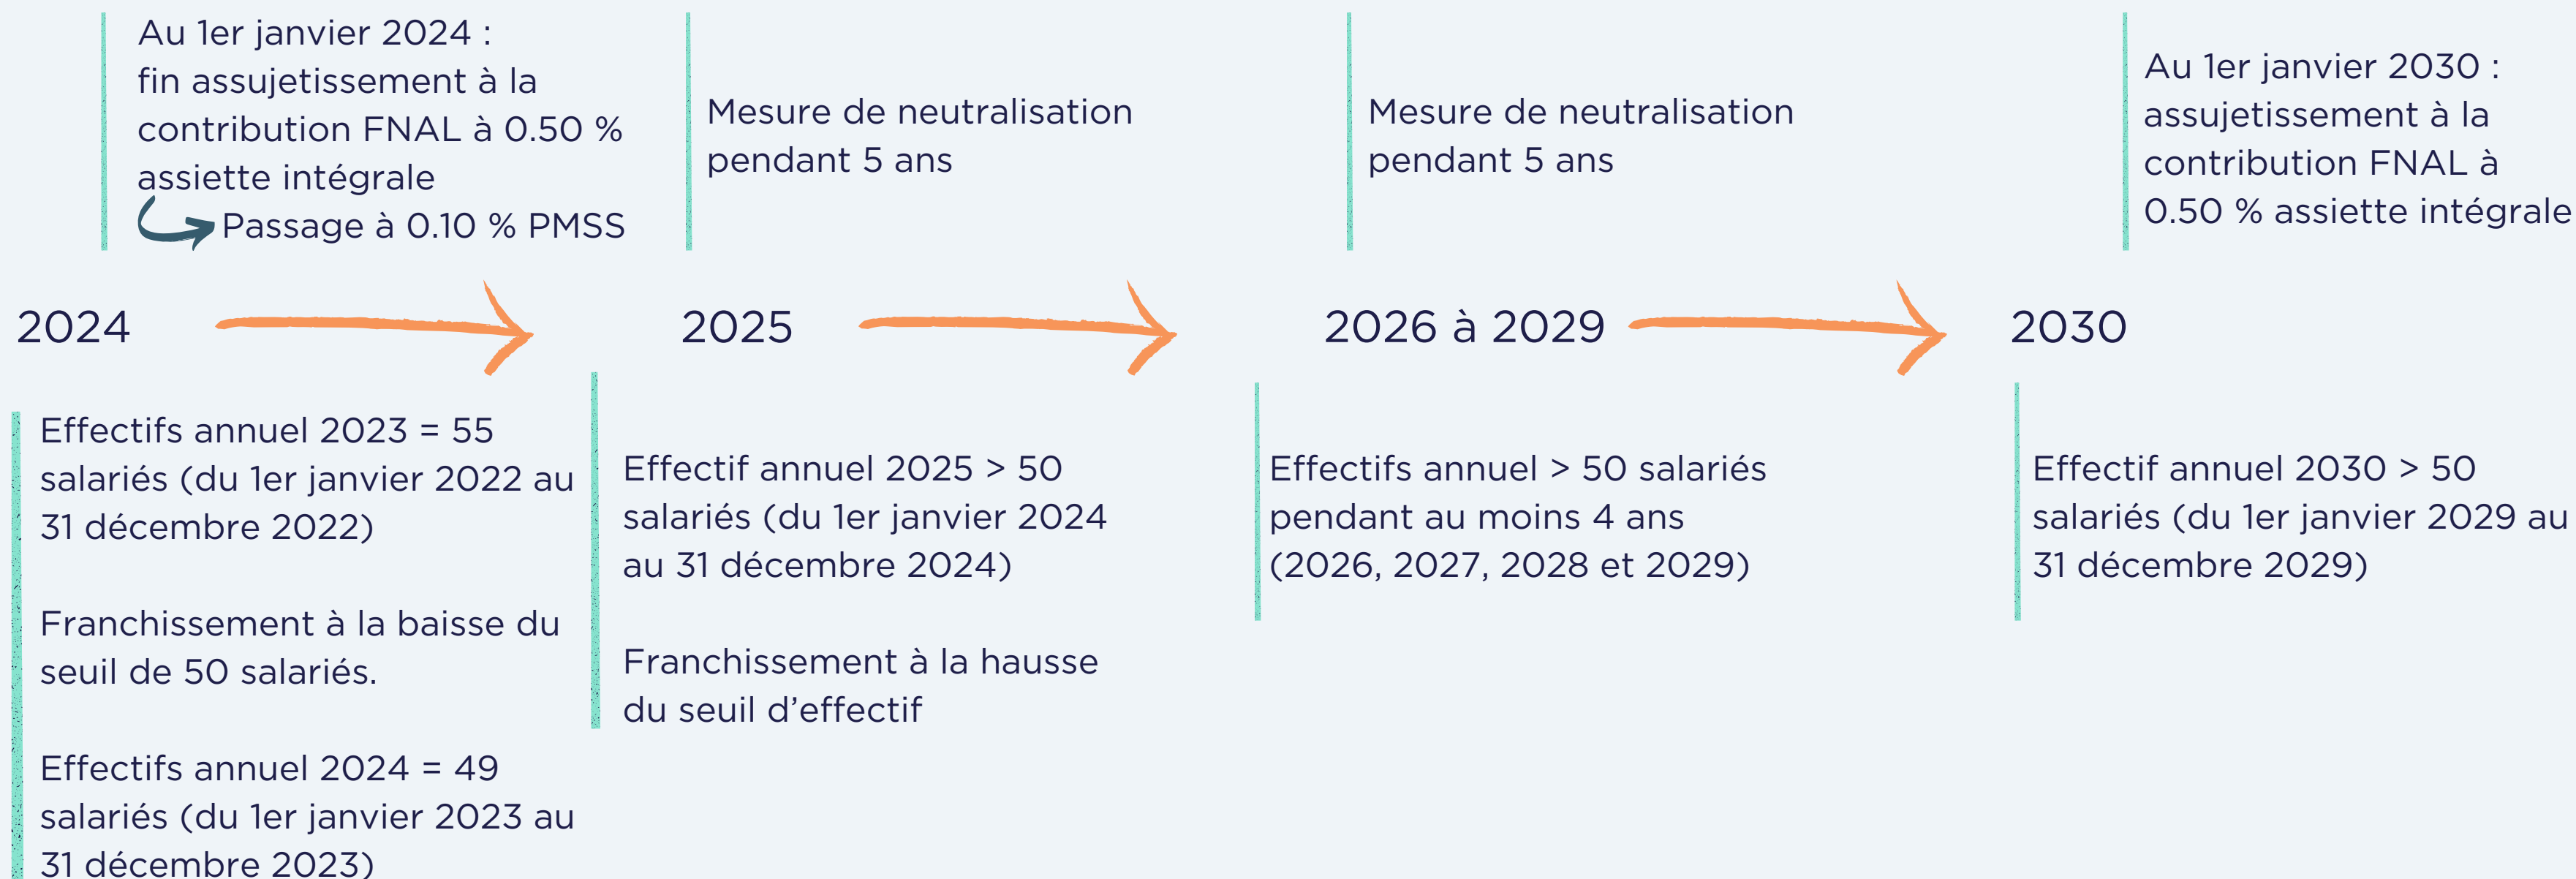 Au 1er janvier 2024 :
fin assujetissement à la
contribution FNAL à 0.50 %
assiette intégrale
Passage à 0.10 % PMSS
Mesure de neutralisation
pendant 5 ans
Mesure de neutralisation
pendant 5 ans
Au 1er janvier 2030 :
assujetissement à la
contribution FNAL à
0.50 % assiette intégrale
2024
2025
2026 à 2029
2030
Effectifs annuel 2023 = 55
salariés (du 1er janvier 2022 au
31 décembre 2022)
Franchissement à la baisse du
seuil de 50 salariés.
Effectifs annuel 2024 = 49
salariés (du 1er janvier 2023 au
31 décembre 2023)
Effectif annuel 2025 > 50
salariés (du 1er janvier 2024
au 31 décembre 2024)
Franchissement à la hausse
du seuil d’effectif
Effectifs annuel > 50 salariés
pendant au moins 4 ans
(2026, 2027, 2028 et 2029)
Effectif annuel 2030 > 50
salariés (du 1er janvier 2029 au
31 décembre 2029)